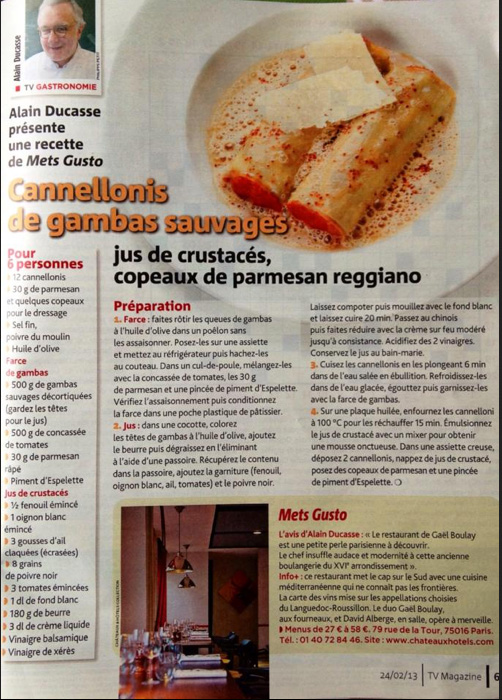 Alain Ducasse
TV GASTRONOMIE
Alain Ducasse
présente
une recette
de Mets Gusto
Cannellonis
de gambas sauvages
jus de crustacés,
copeaux de parmesan reggiano
Pour
6 personnes
12 cannellonis
30 g de parmesan
et quelques copeaux
pour le dressage
Sel fin,
poivre du moulin
Huile d'olive
Farce
de gambas
500 g de gambas
sauvages décortiquées
(gardez les têtes
pour le jus)
500 g de concassée
de tomates
30 g de parmesan
râpé
Piment d'Espelette
Jus de crustacés
½ fenouil émincé
1 oignon blanc
émincé
3 gousses d'ail
claquées (écrasées)
8 grains
de poivre noir
3 tomates émincées
1 dl de fond blanc
180 g de beurre
3 dl de crème liquide
Vinaigre balsamique
Vinaigre de xérès
Préparation
1. Farce : faites rôtir les queues de gambas
à l'huile d'olive dans un poêlon sans
les assaisonner. Posez-les sur une assiette
et mettez au réfrigérateur puis hachez-les
au couteau. Dans un cul-de-poule, mélangez-les
avec la concassée de tomates, les 30 g
de parmesan et une pincée de piment d'Espelette.
Vérifiez l'assaisonnement puis conditionnez
la farce dans une poche plastique de pâtissier.
2. Jus : dans une cocotte, colorez
les têtes de gambas à l'huile d'olive, ajoutez
le beurre puis dégraissez en l'éliminant
à l'aide d'une passoire. Récupérez le contenu
dans la passoire, ajoutez la garniture (fenouil,
oignon blanc, ail, tomates) et le poivre noir.
Laissez compoter puis mouillez avec le fond blanc
et laissez cuire 20 min. Passez au chinois
puis faites réduire avec la crème sur feu modéré
jusqu'à consistance. Acidifiez des 2 vinaigres.
Conservez le jus au bain-marie.
3. Cuisez les cannellonis en les plongeant 6 min
dans de l'eau salée en ébullition. Refroidissez-les
dans de l'eau glacée, égouttez puis garnissez-les
avec la farce de gambas.
4. Sur une plaque huilée, enfournez les cannelloni
à 100 °C pour les réchauffer 15 min. Émulsionnez
le jus de crustacé avec un mixer pour obtenir
une mousse onctueuse. Dans une assiette creuse,
déposez 2 cannellonis, nappez de jus de crustacé,
posez des copeaux de parmesan et une pincée
de piment d'Espelette.
Mets Gusto
L'avis d'Alain Ducasse : « Le restaurant de Gaël Boulay
est une petite perle parisienne à découvrir.
Le chef insuffle audace et modernité à cette ancienne
boulangerie du XVIe arrondissement ».
Info+ : ce restaurant met le cap sur le Sud avec une cuisine
méditerranéenne qui ne connaît pas les frontières.
La carte des vins mise sur les appellations choisies
du Languedoc-Roussillon. Le duo Gaël Boulay,
aux fourneaux, et David Alberge, en salle, opère à merveille.
Menus de 27 € à 58 €. 79 rue de la Tour, 75016 Paris.
Tél. : 01 40 72 84 46. Site : www.chateauxhotels.com
24/02/13 | TV Magazine | 6